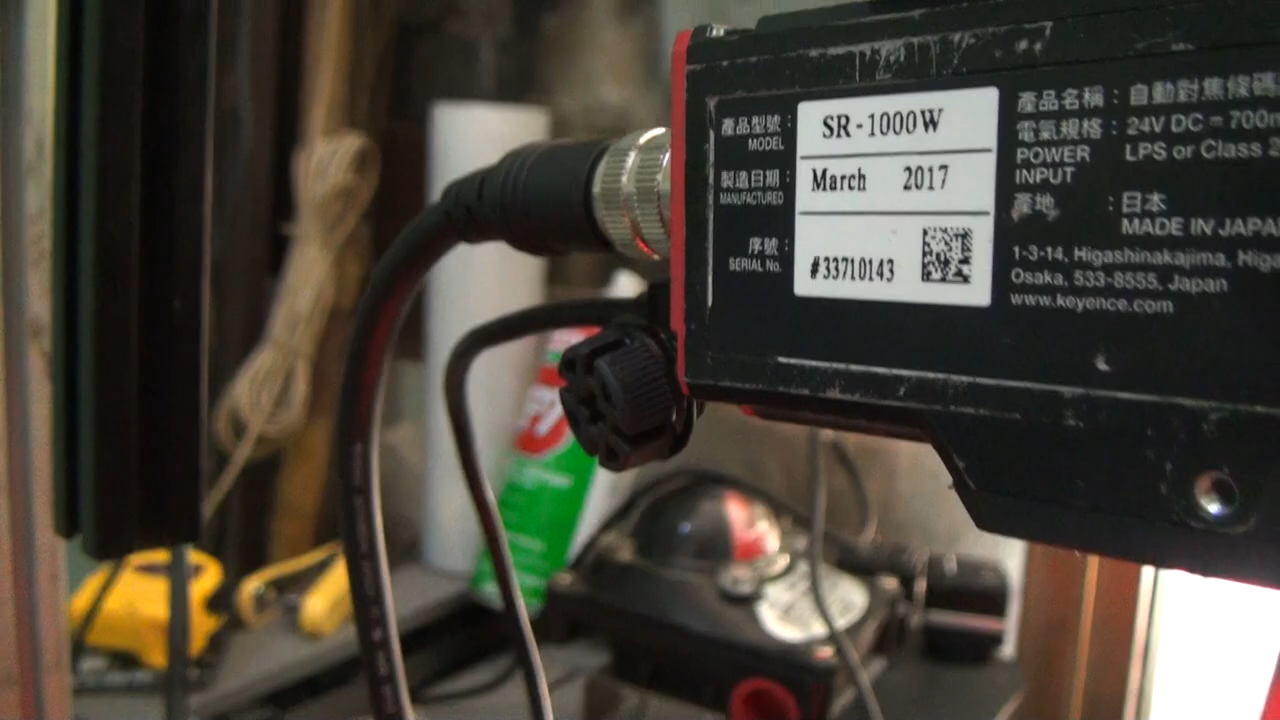 產品型號：
MODEL
SR-1000W
製造日期：
MANUFACTURED
March 2017
序號：
SERIAL No.
#33710143
產品名稱：自動對焦條碼
電氣規格：24V DC = 700m
POWER INPUT
LPS or Class 2
產地 ：日本
MADE IN JAPA
1-3-14, Higashinakajima, Higa
Osaka, 533-8555, Japan
www.keyence.com